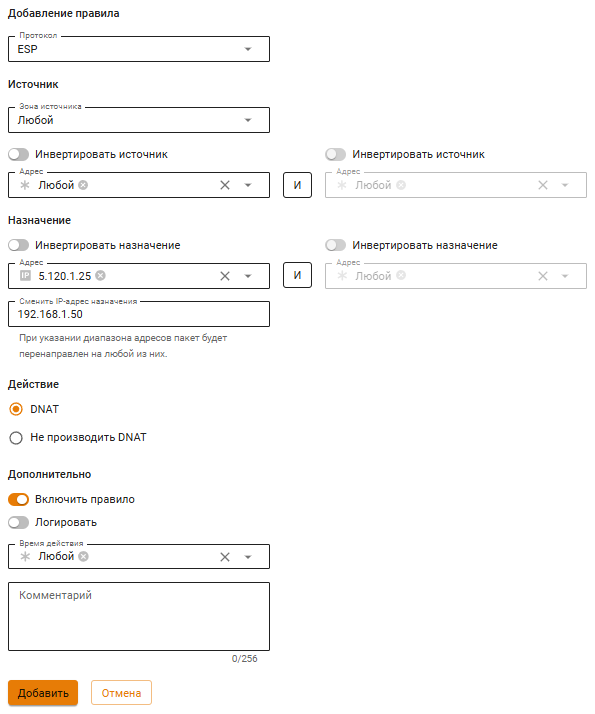 Добавление правила
Протокол
ESP
Источник
Зона источника
Любой
Инвертировать источник
Инвертировать источник
Адрес
Любой
И
Адрес
Любой
Назначение
Инвертировать назначение
Инвертировать назначение
Адрес
IP 5.120.1.25
И
Адрес
Любой
Сменить IP-адрес назначения
192.168.1.50
При указании диапазона адресов пакет будет
перенаправлен на любой из них.
Действие
DNAT
Не производить DNAT
Дополнительно
Включить правило
Логировать
Время действия
Любой
Комментарий
0/256
Добавить
Отмена